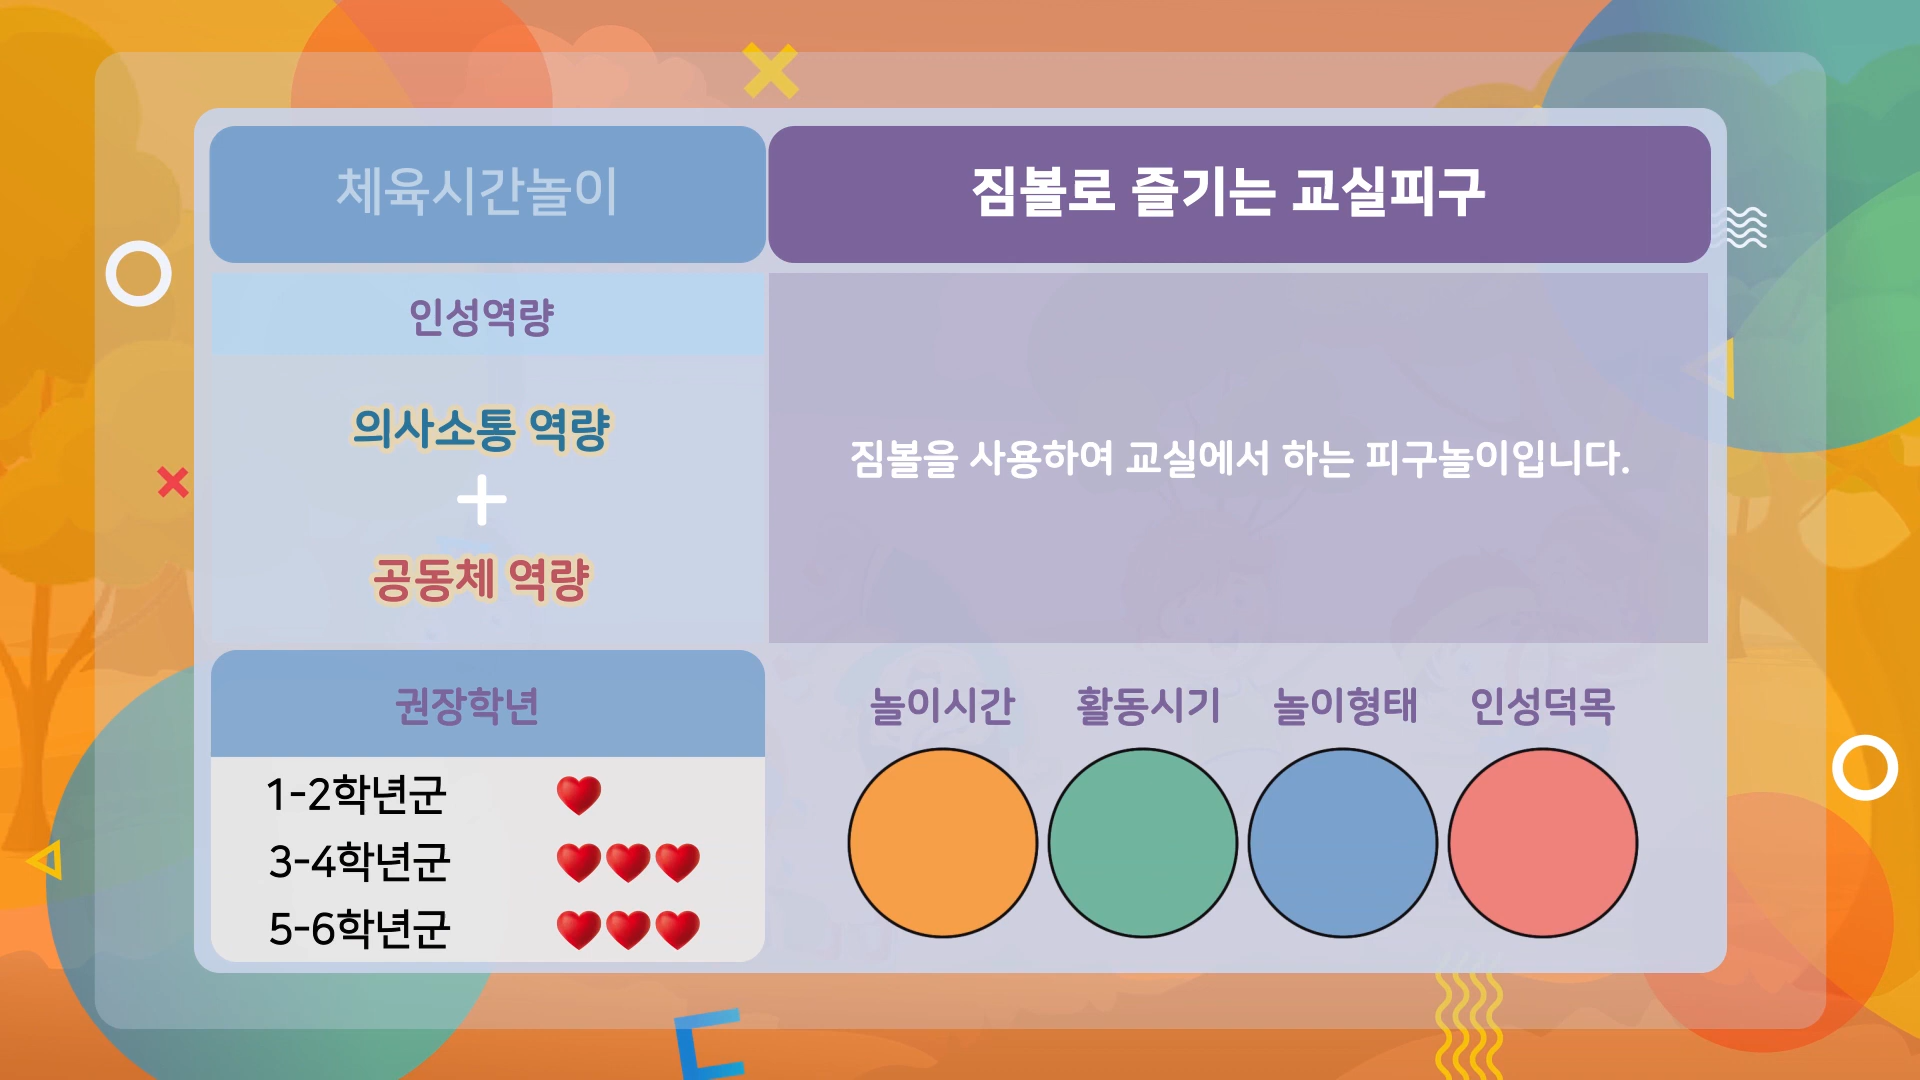 체육시간놀이
짐볼로 즐기는 교실피구
인성역량
의사소통 역량
+
공동체 역량
짐볼을 사용하여 교실에서 하는 피구놀이입니다.
권장학년
1-2학년군
3-4학년군
5-6학년군
놀이시간
활동시기
놀이형태
인성덕목